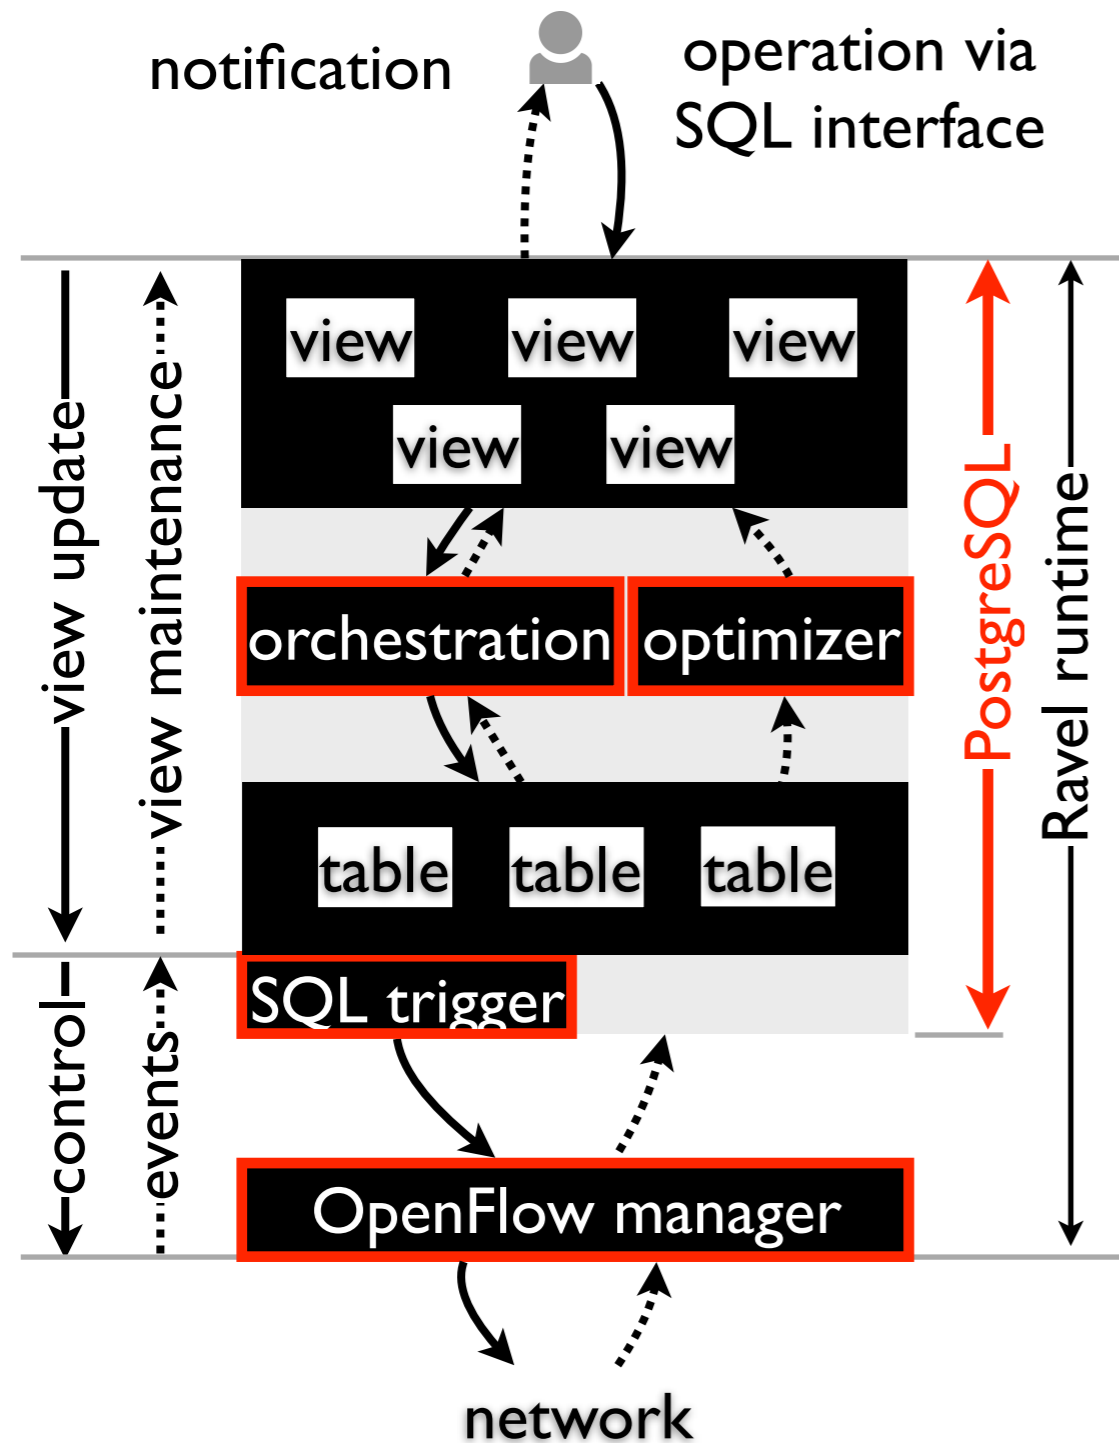 notification
operation via
SQL interface
view view view
view view
view update
view maintenance
PostgreSQL
Ravel runtime
orchestration optimizer
table table table
SQL trigger
control
events
OpenFlow manager
network